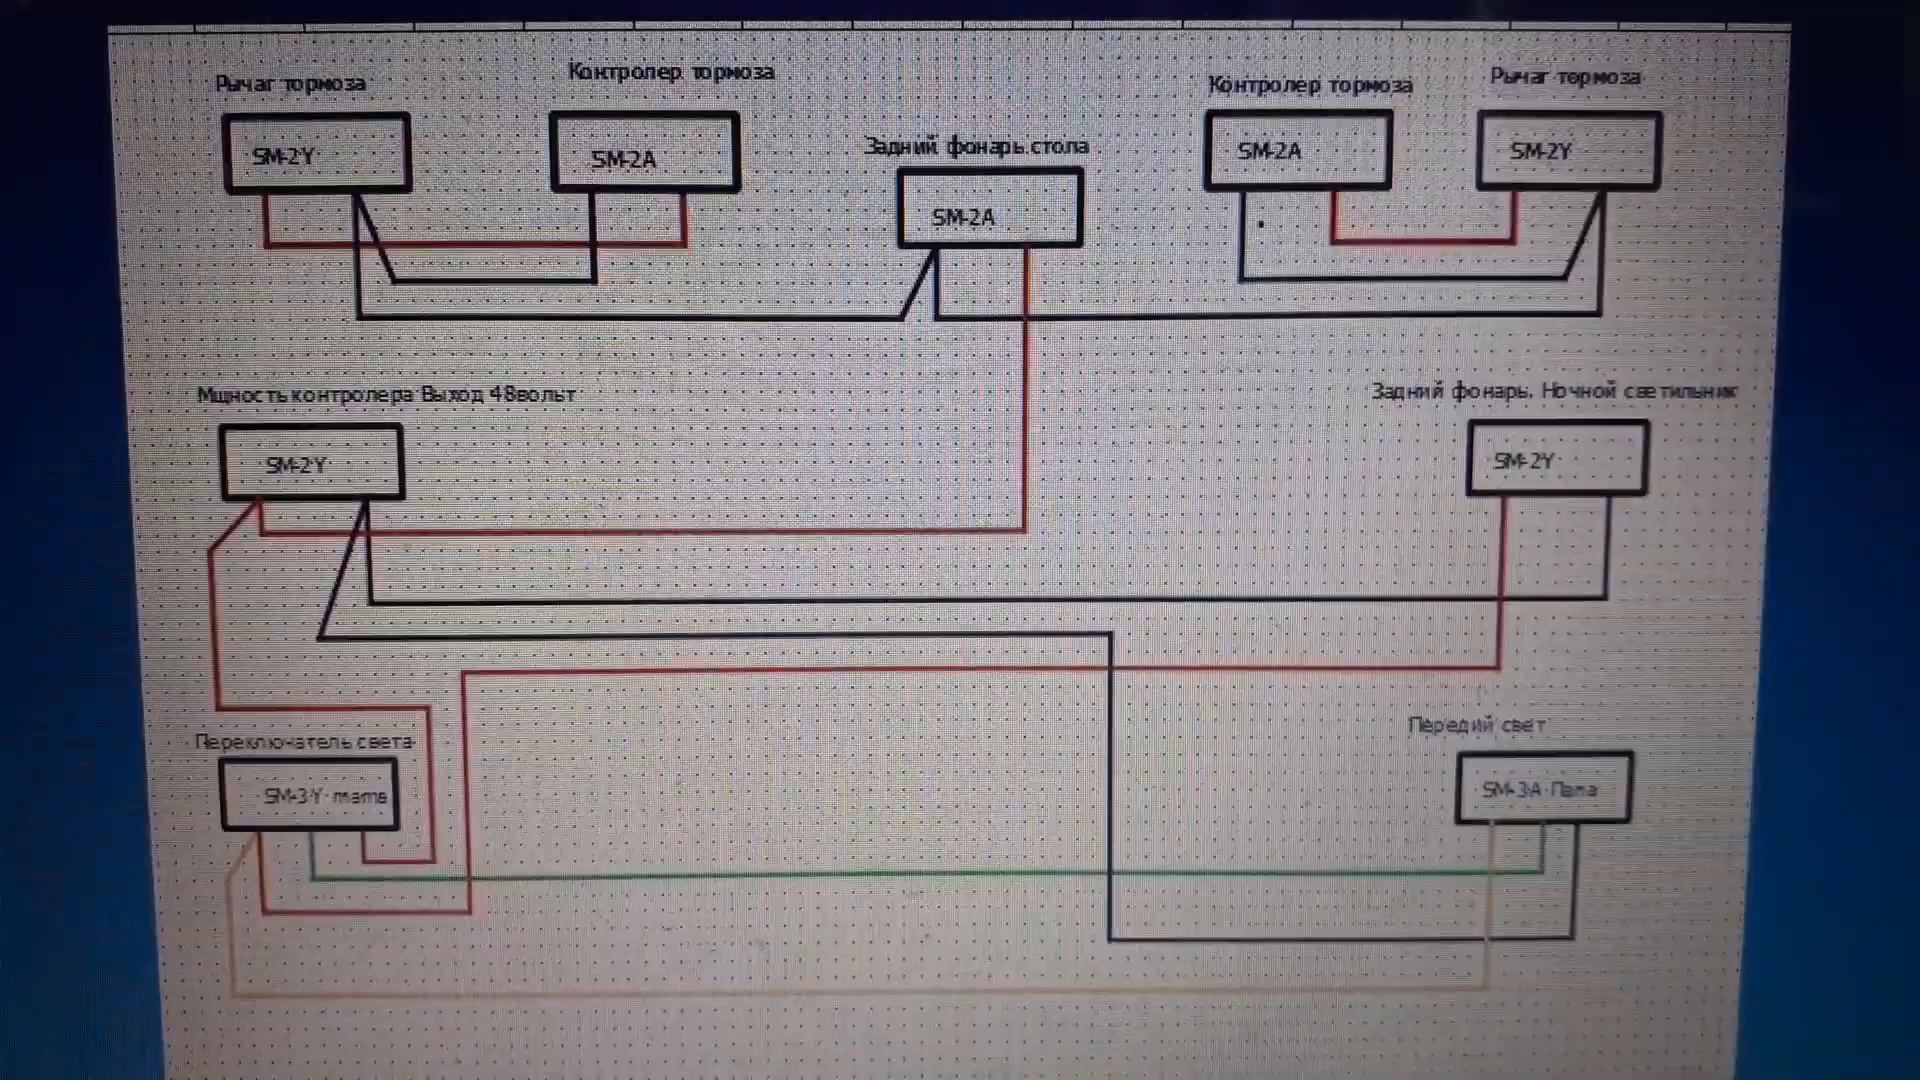 Рычаг тормоза
Контролер тормоза
Контролер тормоза
Рычаг тормоза
SM-2Y
SM-2A
Задний фонарь.стопа
SM-2A
SM-2Y
SM-2A
Мщность контролера Выход 48вольт
Задний фонарь. Ночной светильник
SM-2Y
SM-2Y
Переключатель света
Передий свет
SM-3Y mama
SM-3A Папа